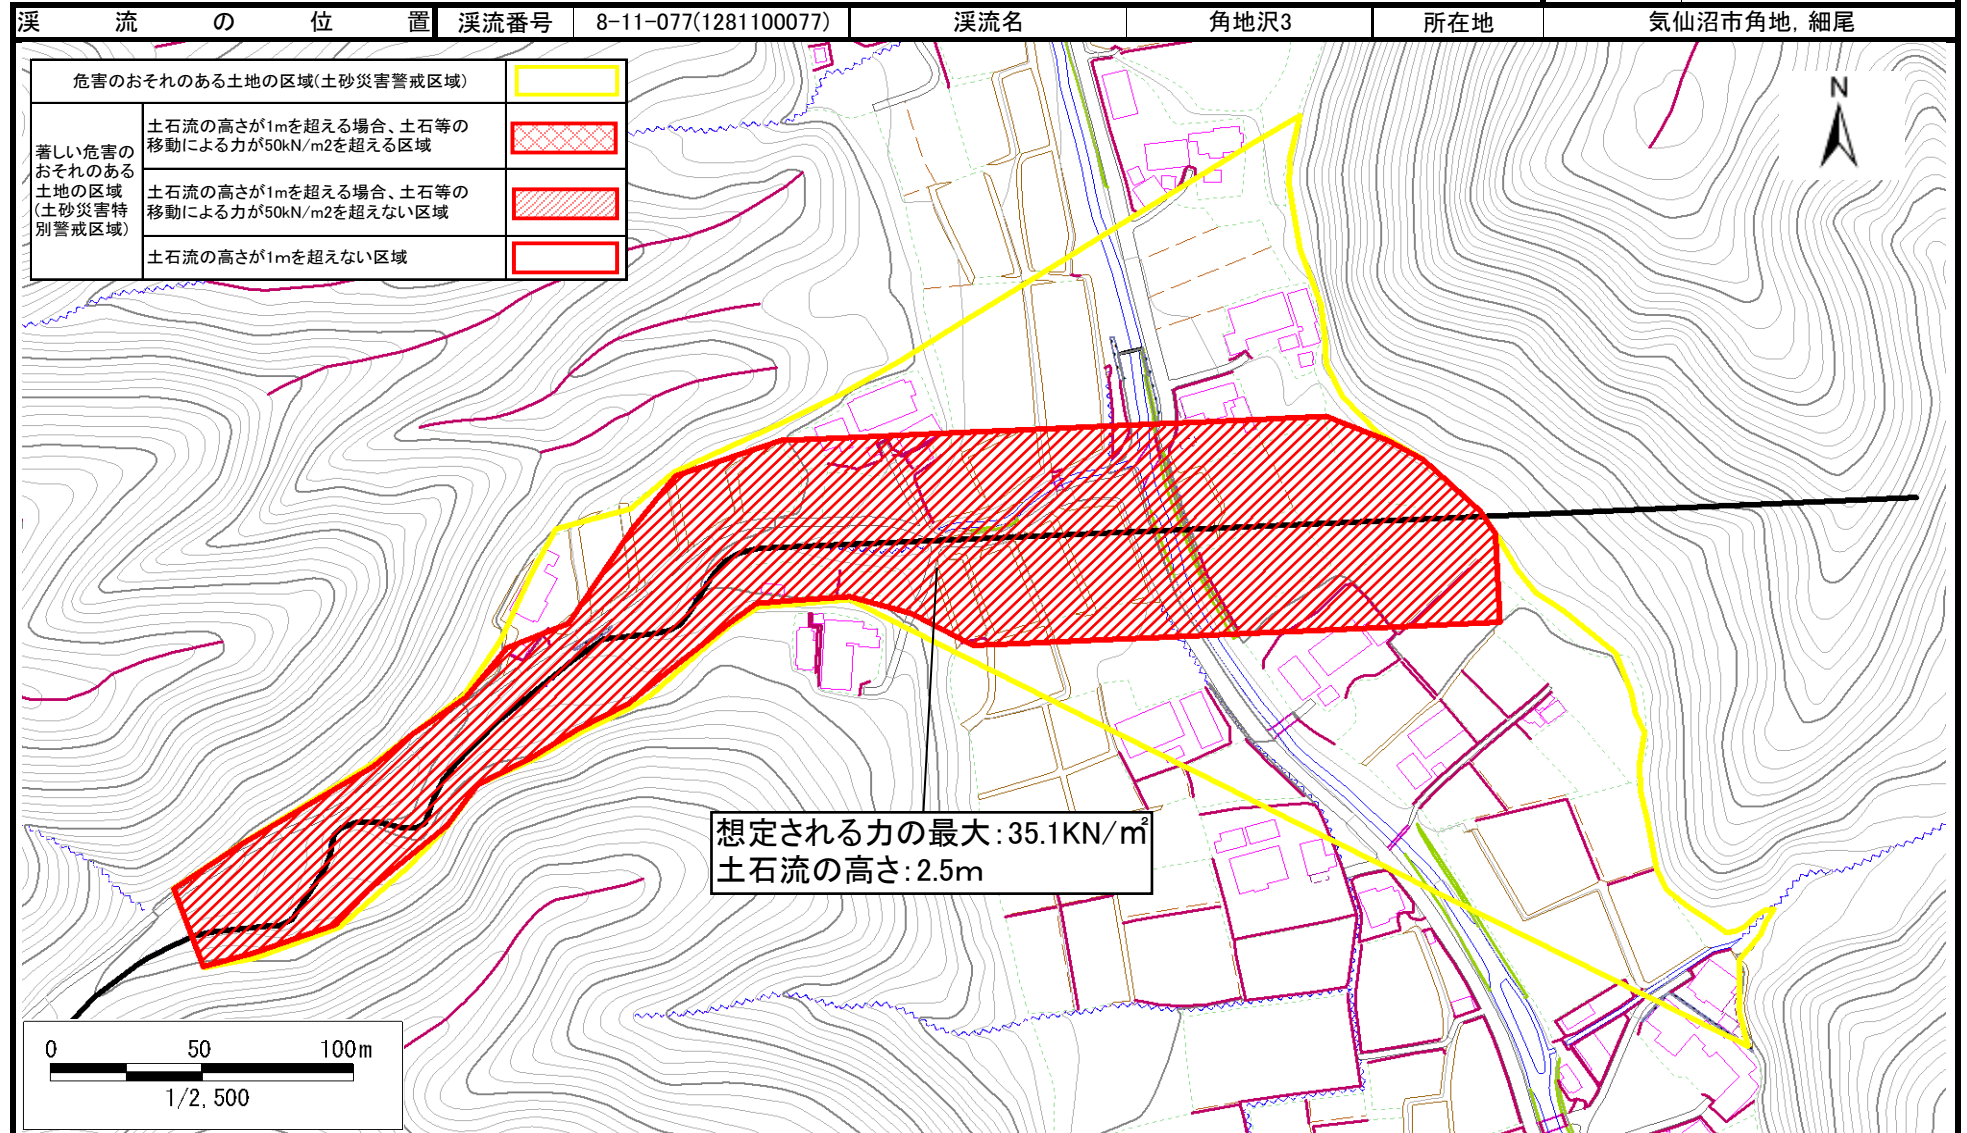 溪流の位置 溪流番号 8-11-077(1281100077) 溪流名 角地沢3 所在地 気仙沼市角地, 細尾
危害のおそれのある土地の区域(土砂災害警戒区域)
著しい危害の
おそれのある
土地の区域
(土砂災害特
別警戒区域)
土石流の高さが1mを超える場合、土石等の
移動による力が50kN/m2を超える区域
土石流の高さが1mを超える場合、土石等の
移動による力が50kN/m2を超えない区域
土石流の高さが1mを超えない区域
N
想定される力の最大:35.1KN/㎡
土石流の高さ:2.5m
0 50 100m
1/2,500